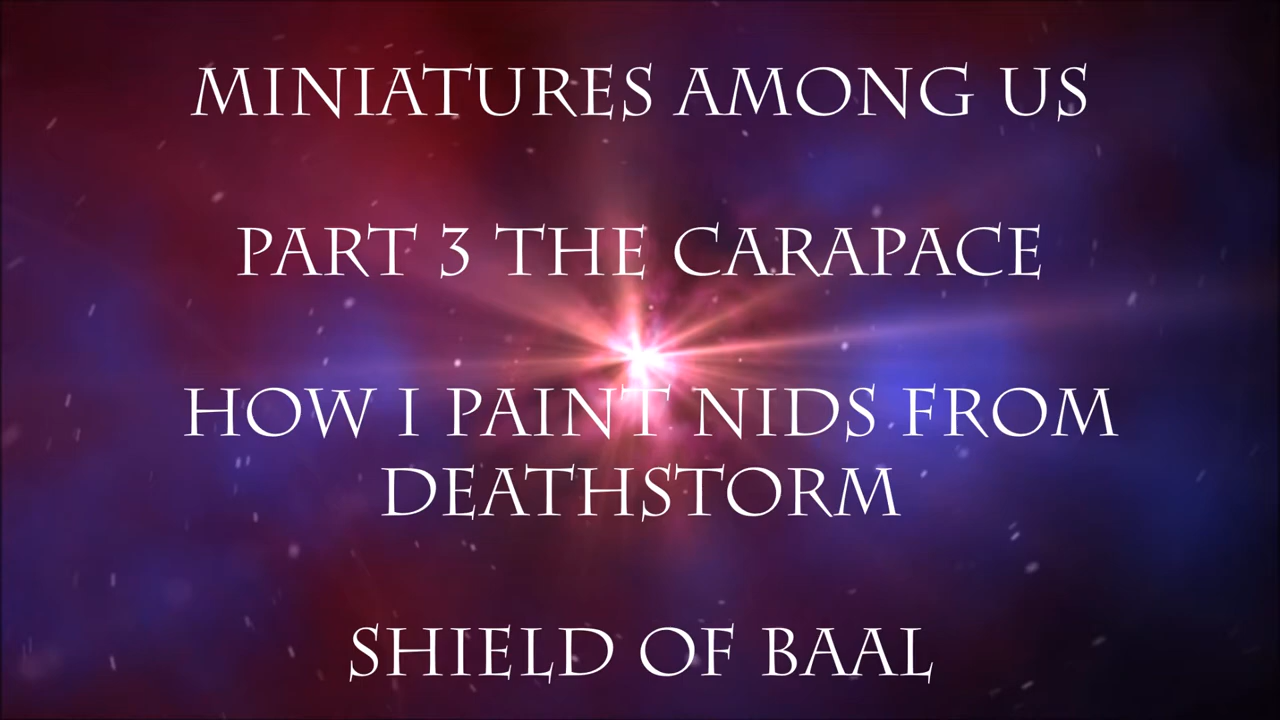 MINIATURES AMONG US
PART 3 THE CARAPACE
HOW I PAINT NIDS FROM
DEATHSTORM
SHIELD OF BAAL